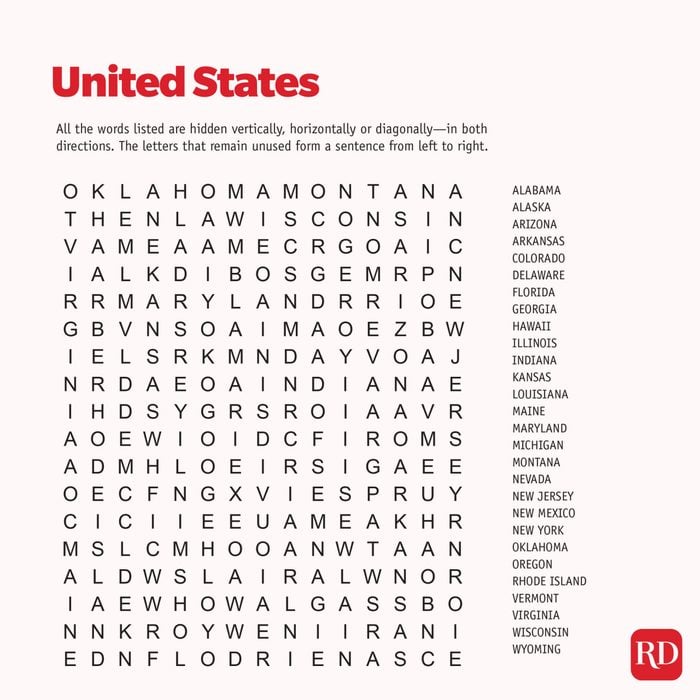 United States
All the words listed are hidden vertically, horizontally or diagonally—in both
directions. The letters that remain unused form a sentence from left to right.
O K L A H O M A M O N T A N A
T H E N L A W I S C O N S I N
V A M E A A M E C R G O A I C
I A L K D I B O S G E M R P N
R R M A R Y L A N D R R I O E
G B V N S O A I M A O E Z B W
I E L S R K M N D A Y V O A J
N R D A E O A I N D I A N A E
I H D S Y G R S R O I A A V R
A O E W I O I D C F I R O M S
A D M H L O E I R S I G A E E
O E C F N G X V I E S P R U Y
C I C I I E E U A M E A K H R
M S L C M H O O A N W T A A N
A L D W S L A I R A L W N O R
I A E W H O W A L G A S S B O
N N K R O Y W E N I I R A N I
E D N F L O D R I E N A S C E
ALABAMA
ALASKA
ARIZONA
ARKANSAS
COLORADO
DELAWARE
FLORIDA
GEORGIA
HAWAII
ILLINOIS
INDIANA
KANSAS
LOUISIANA
MAINE
MARYLAND
MICHIGAN
MONTANA
NEVADA
NEW JERSEY
NEW MEXICO
NEW YORK
OKLAHOMA
OREGON
RHODE ISLAND
VERMONT
VIRGINIA
WISCONSIN
WYOMING
RD